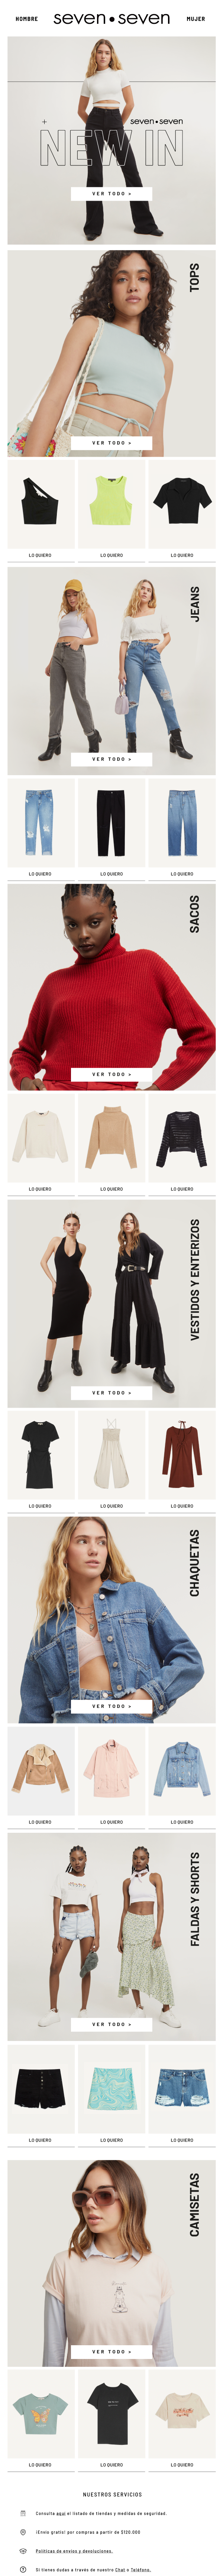 HOMBRE
seven•seven
MUJER
seven•seven
NEW IN
VER TODO >
TOPS
VER TODO >
LO QUIERO
LO QUIERO
LO QUIERO
JEANS
VER TODO >
LO QUIERO
LO QUIERO
LO QUIERO
SACOS
VER TODO >
LO QUIERO
LO QUIERO
LO QUIERO
VESTIDOS Y ENTERIZOS
VER TODO >
LO QUIERO
LO QUIERO
LO QUIERO
CHAQUETAS
VER TODO >
LO QUIERO
LO QUIERO
LO QUIERO
FALDAS Y SHORTS
VER TODO >
LO QUIERO
LO QUIERO
LO QUIERO
CAMISETAS
VER TODO >
LO QUIERO
LO QUIERO
LO QUIERO
NUESTROS SERVICIOS
Consulta aquí el listado de tiendas y medidas de seguridad.
¡Envío gratis! por compras a partir de $120.000
Políticas de envíos y devoluciones.
Si tienes dudas a través de nuestro Chat o Teléfono.